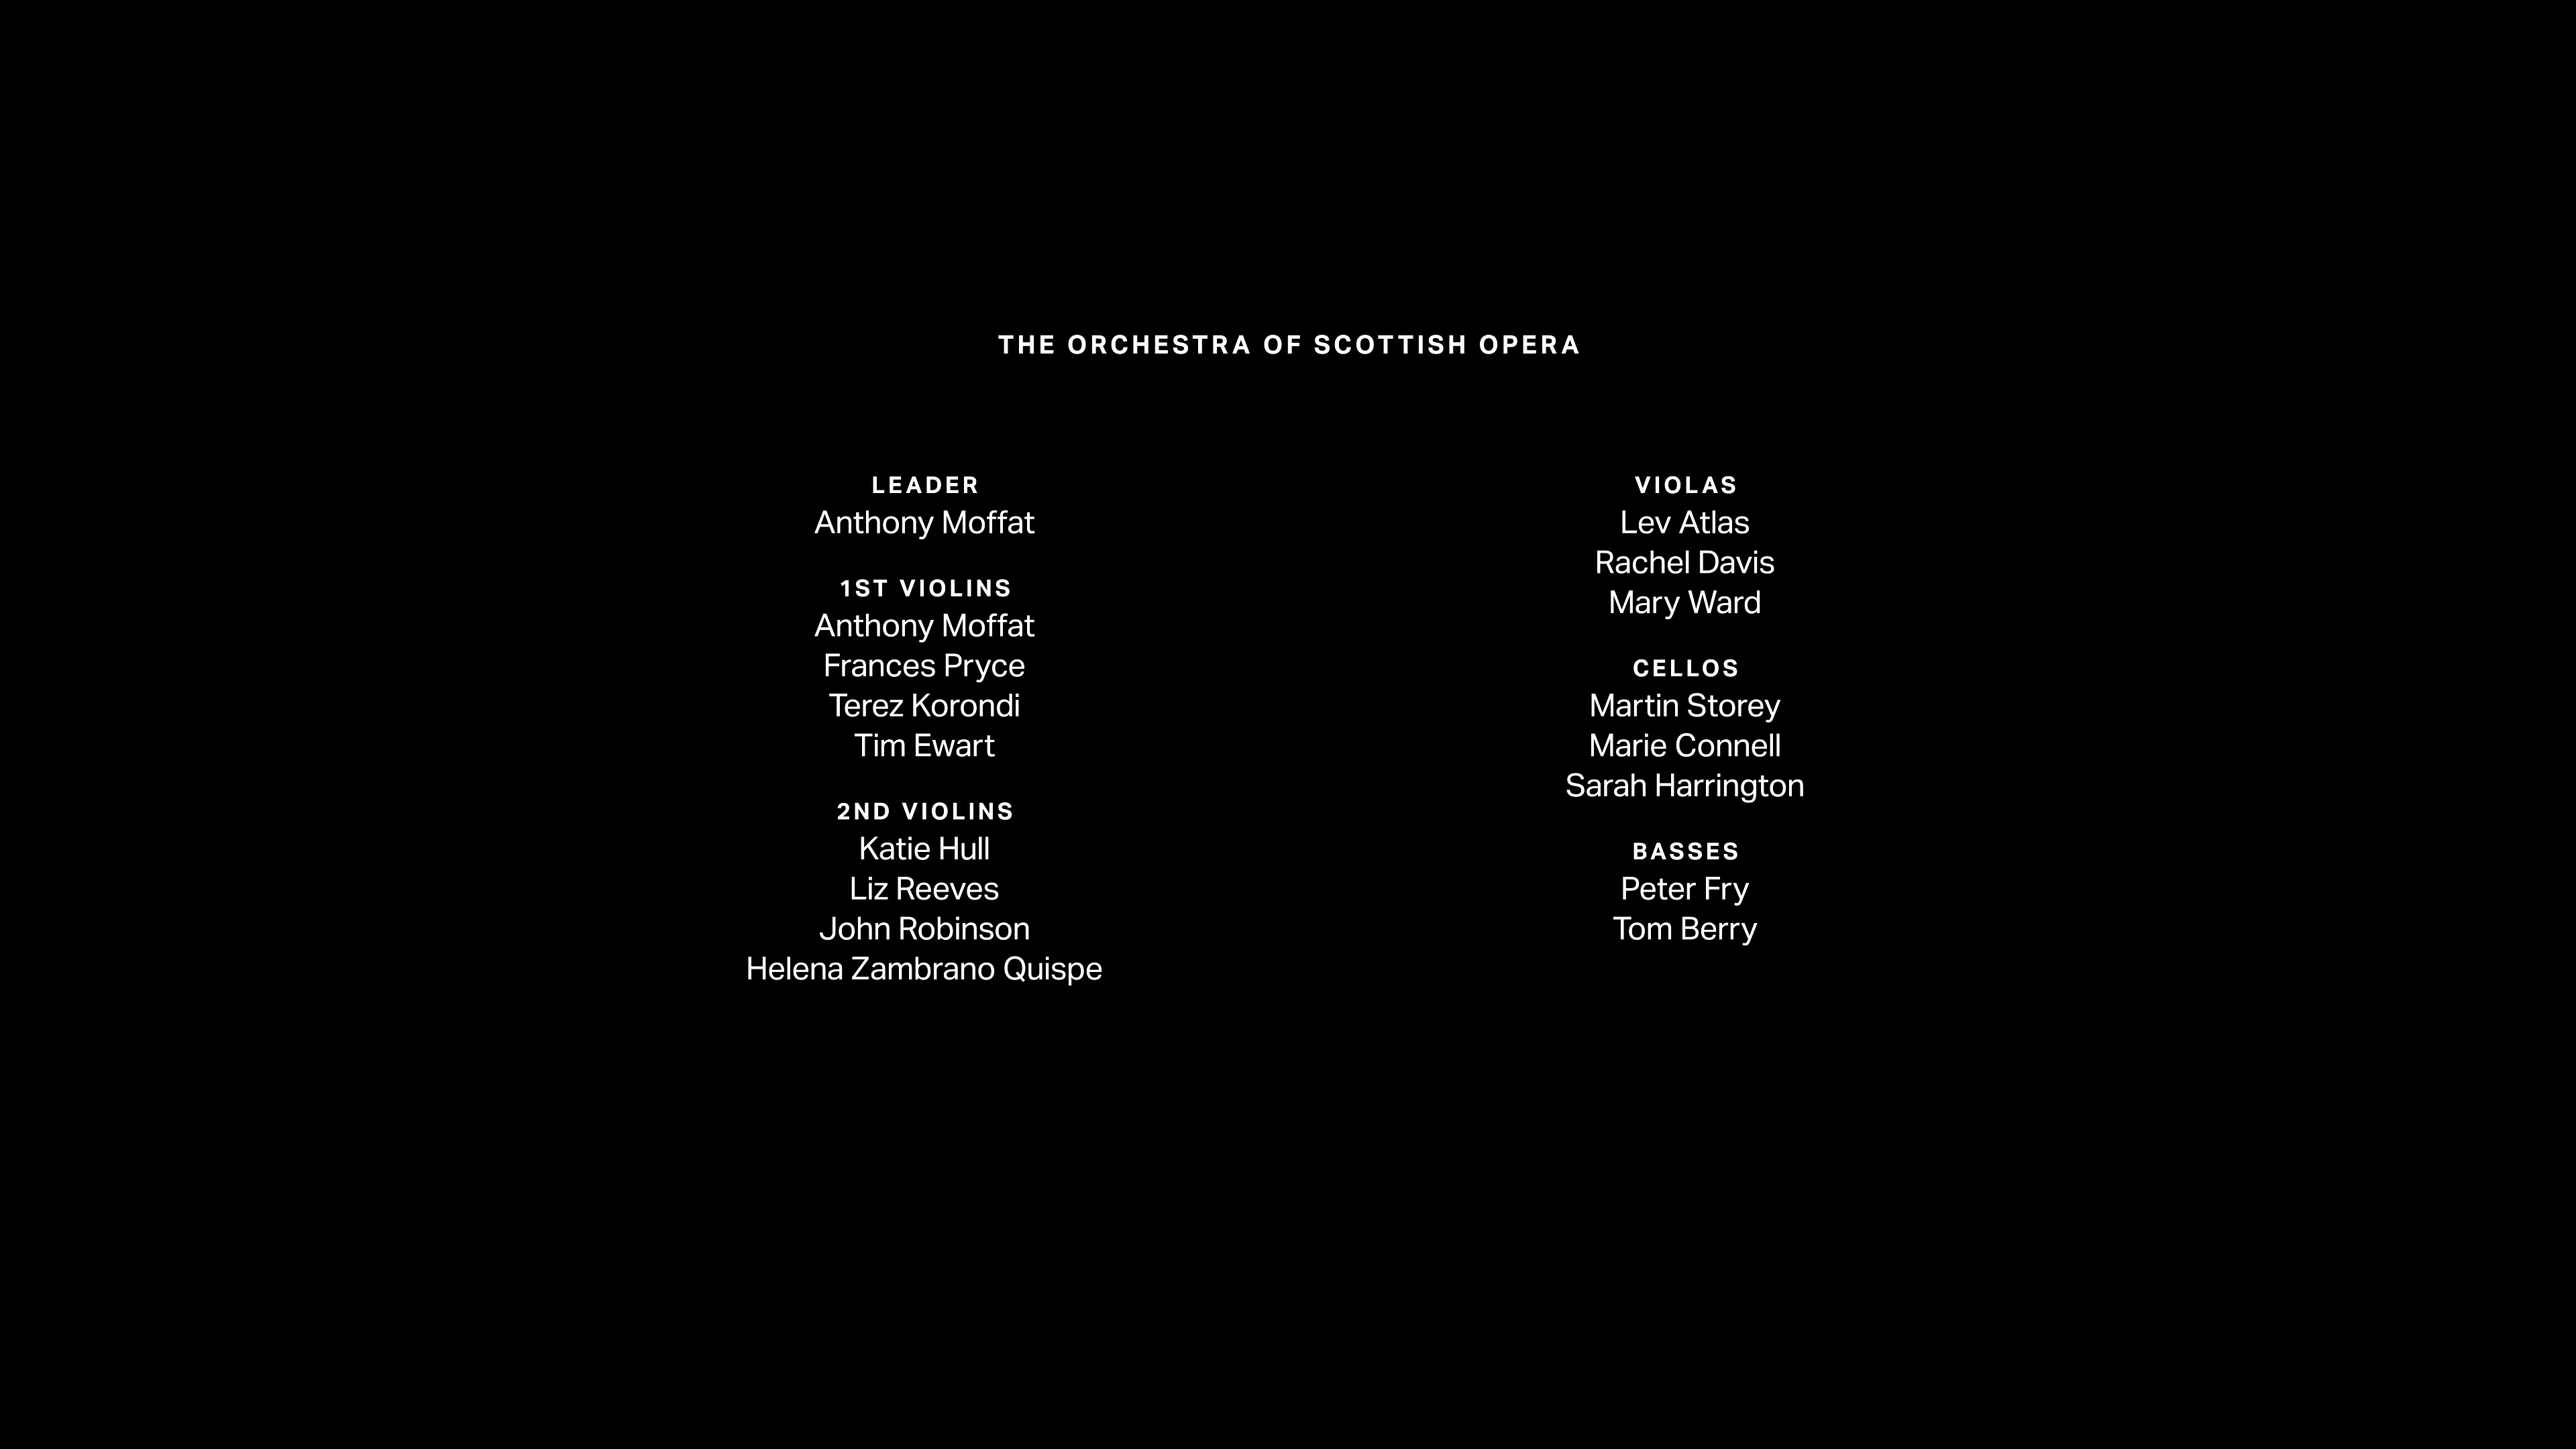 THE ORCHESTRA OF SCOTTISH OPERA
LEADER
Anthony Moffat
1ST VIOLINS
Anthony Moffat
Frances Pryce
Terez Korondi
Tim Ewart
2ND VIOLINS
Katie Hull
Liz Reeves
John Robinson
Helena Zambrano Quispe
VIOLAS
Lev Atlas
Rachel Davis
Mary Ward
CELLOS
Martin Storey
Marie Connell
Sarah Harrington
BASSES
Peter Fry
Tom Berry